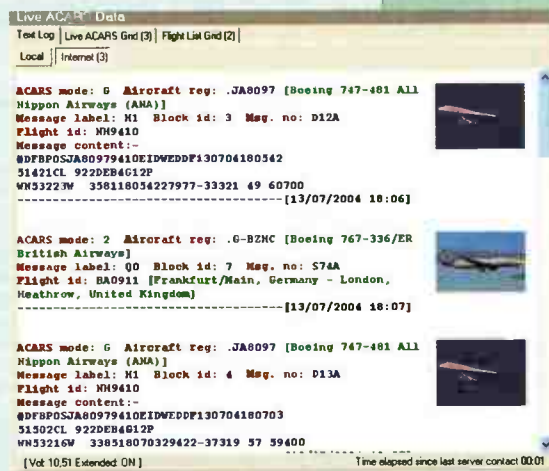 Live ACARS Data
Text Log Live ACARS Grid (3) Flight List Grid (2)
Local Internet (3)
ACARS mode: G Aircraft reg: .JA8097 [Boeing 747-481 All
Nippon Airways (ANA)]
Message label: H1 Block id: 3 Msg. no: D12A
Flight id: NH9410
Message content:-
@DFBPOSJA80979410EIDWEDDF130704180542
51421CL 922DEB4G12P
WN53223W 358118054227977-33321 49 60700
-----------------------------------[13/07/2004 18:06]
ACARS mode: 2 Aircraft reg: .G-BZHC [Boeing 767-336/ER
British Airways]
Message label: Q0 Block id: 7 Msg. no: S74A
Flight id: BA0911 [Frankfurt/Main, Germany - London,
Heathrow, United Kingdom]
-----------------------------------[13/07/2004 18:07]
ACARS mode: G Aircraft reg: .JA8097 [Boeing 747-481 All
Nippon Airways (ANA)]
Message label: H1 Block id: 4 Msg. no: D13A
Flight id: NH9410
Message content:-
@DFBPOSJA80979410EIDWEDDF130704180703
51502CL 922DEB4G12P
WN53216W 338518070329422-37319 57 59400
[Vol: 10,51 Extended: ON ] Time elapsed since last server contact 00:01